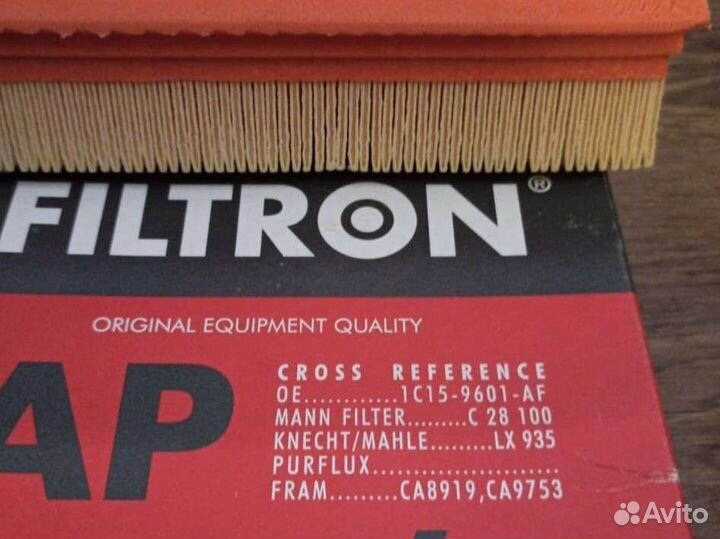 FILTRON®
ORIGINAL EQUIPMENT QUALITY
AP
CROSS REFERENCE
OE............1C15-9601-AF
MANN FILTER.........C 28 100
KNECHT/MAHLE.........LX 935
PURFLUX........................
FRAM.........CA8919,CA9753
Avito